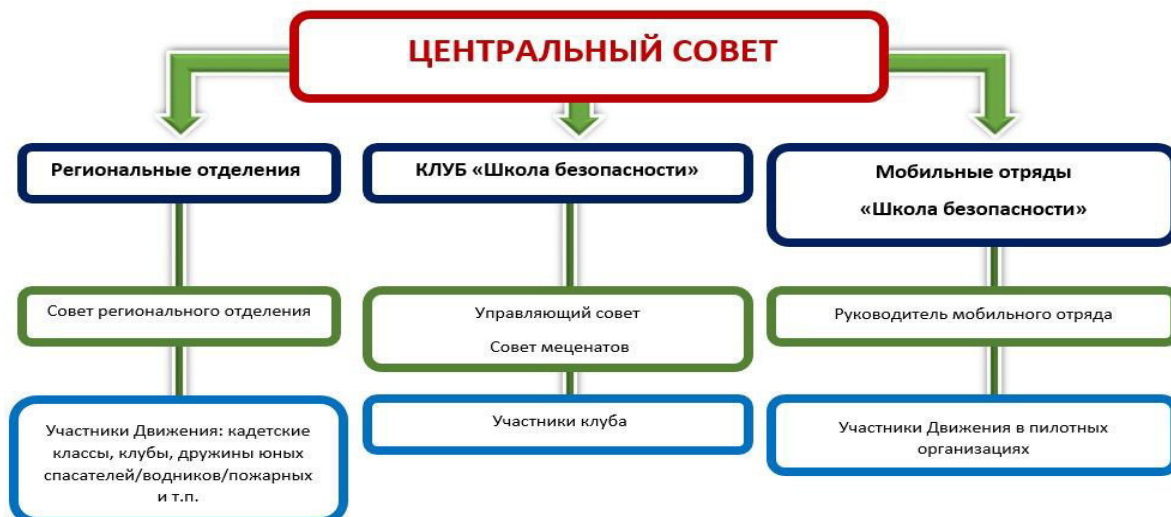 ЦЕНТРАЛЬНЫЙ СОВЕТ
Региональные отделения
КЛУБ «Школа безопасности»
Мобильные отряды
«Школа безопасности»
Совет регионального отделения
Управляющий совет
Совет меценатов
Руководитель мобильного отряда
Участники Движения: кадетские
классы, клубы, дружины юных
спасателей/водников/пожарных
и т.п.
Участники клуба
Участники Движения в пилотных
организациях